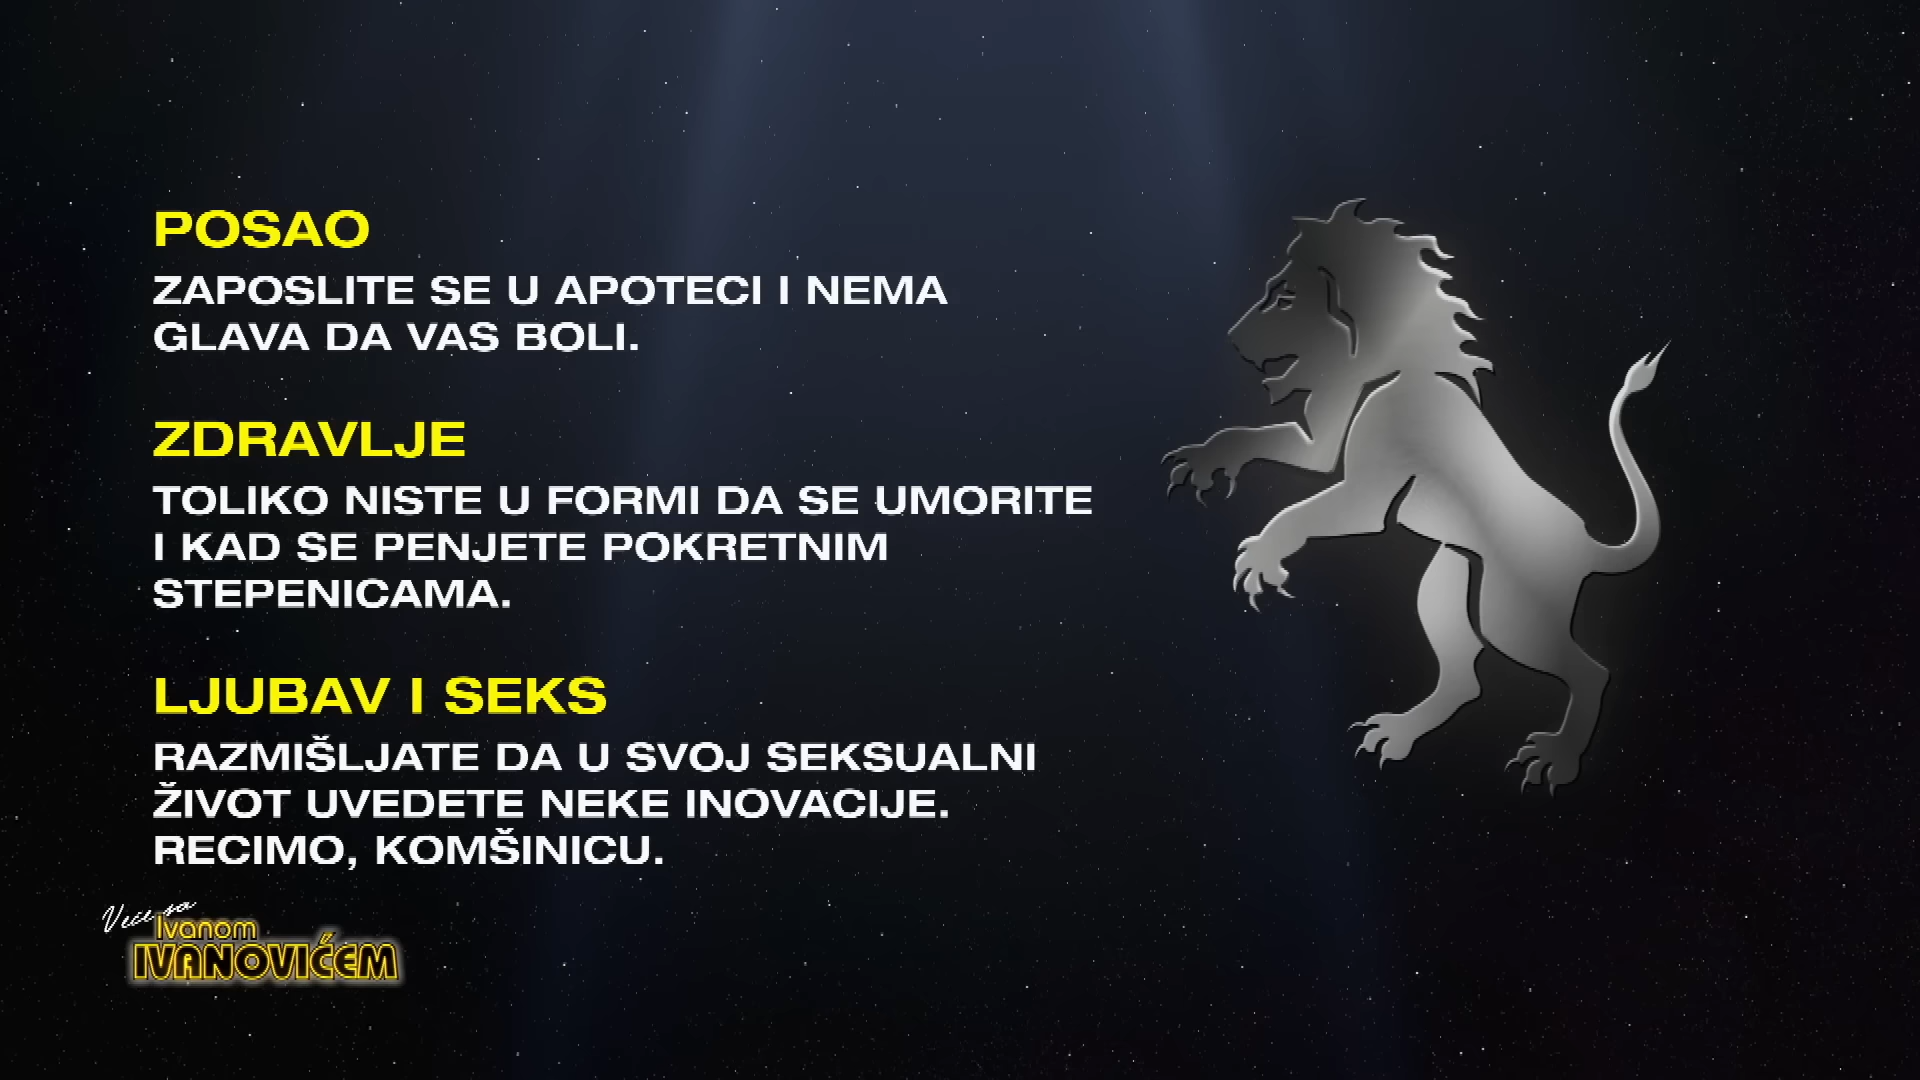 POSAO
ZAPOSLITE SE U APOTECI I NEMA
GLAVA DA VAS BOLI.
ZDRAVLJE
TOLIKO NISTE U FORMI DA SE UMORITE
I KAD SE PENJETE POKRETNIM
STEPENICAMA.
LJUBAV I SEKS
RAZMIŠLJATE DA U SVOJ SEKSUALNI
ŽIVOT UVEDETE NEKE INOVACIJE.
RECIMO, KOMŠINICU.
Veče sa
Ivanom
IVANOVIĆEM